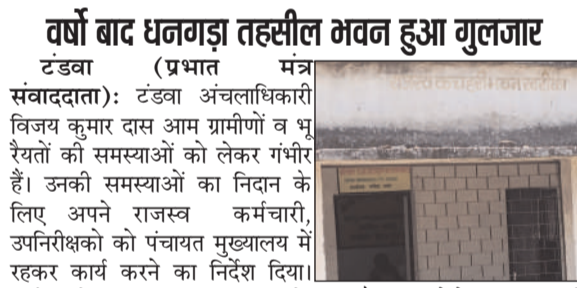 वर्षो बाद धनगड़ा तहसील भवन हुआ गुलजार
टंडवा (प्रभात मंत्र
संवाददाता): टंडवा अंचलाधिकारी
विजय कुमार दास आम ग्रामीणों व भू
रैयतों की समस्याओं को लेकर गंभीर
हैं। उनकी समस्याओं का निदान के
लिए अपने राजस्व कर्मचारी,
उपनिरीक्षको को पंचायत मुख्यालय में
रहकर कार्य करने का निर्देश दिया।